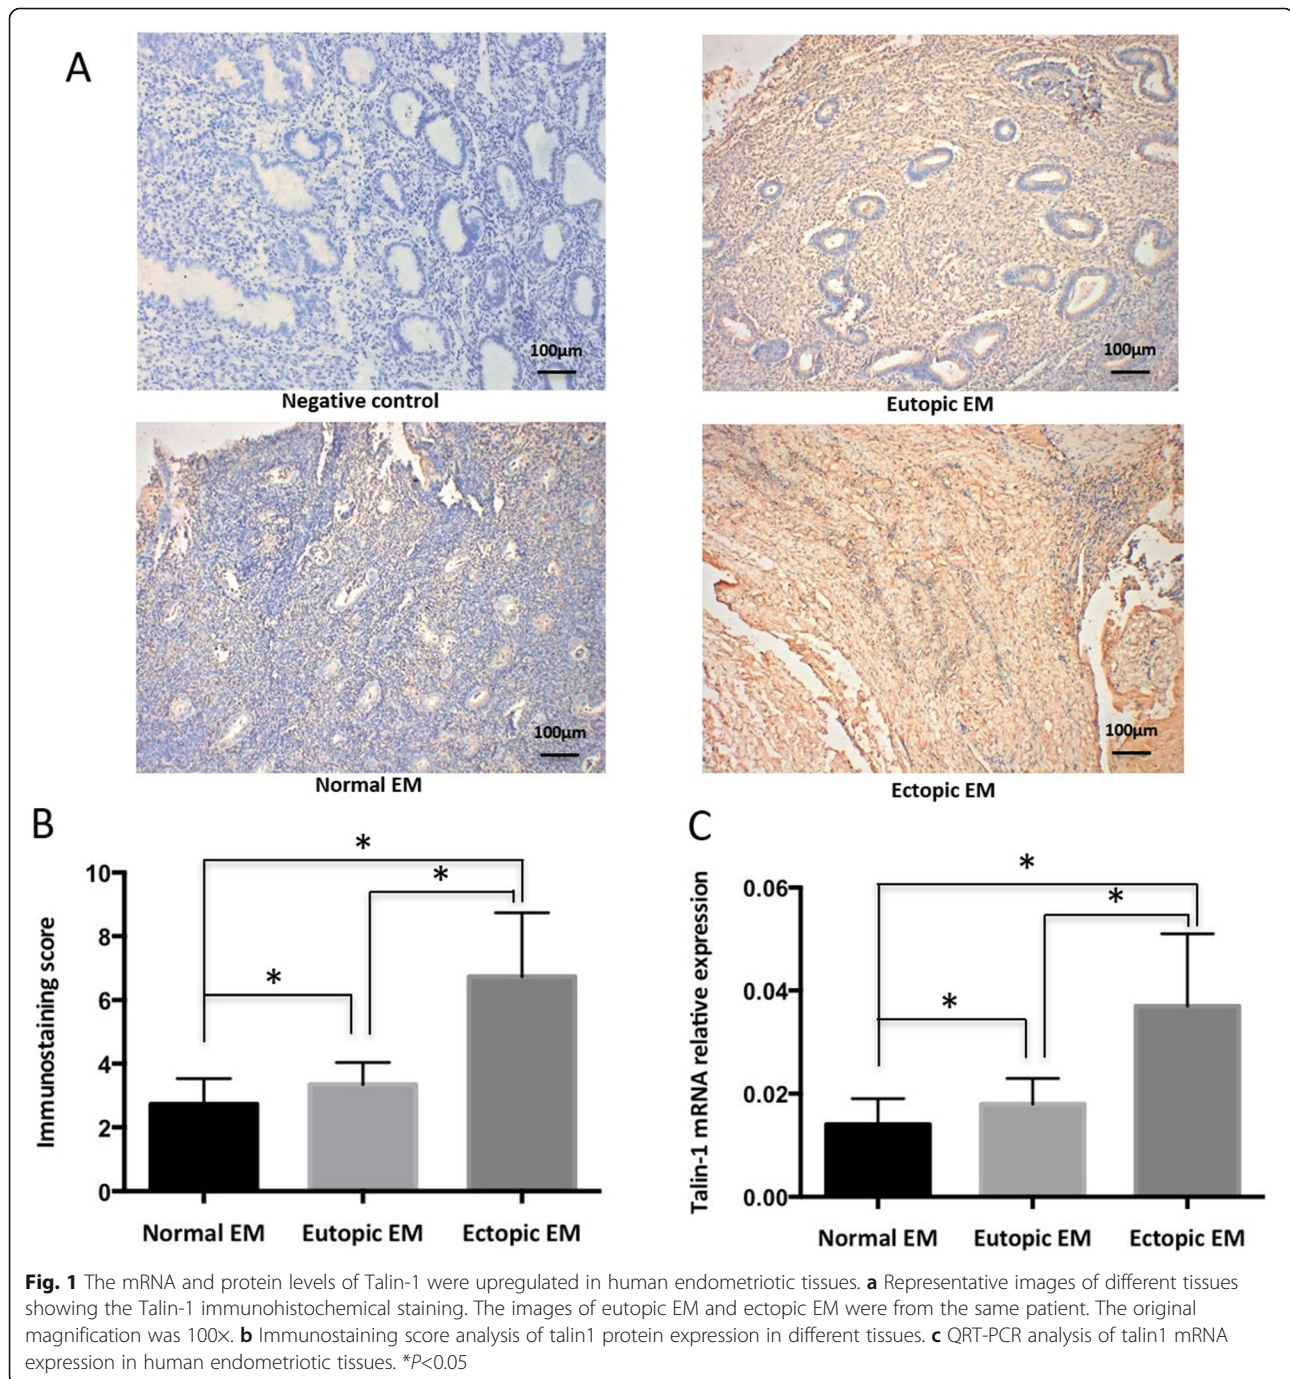 A
100μm
Negative control
100μm
Eutopic EM
100μm
Normal EM
100μm
Ectopic EM
B
Immunostaining score
10
8
6
4
2
0
*
*
*
Normal EM Eutopic EM Ectopic EM
C
Talin-1 mRNA relative expression
0.06
0.04
0.02
0.00
*
*
*
Normal EM Eutopic EM Ectopic EM
Fig. 1 The mRNA and protein levels of Talin-1 were upregulated in human endometriotic tissues. a Representative images of different tissues
showing the Talin-1 immunohistochemical staining. The images of eutopic EM and ectopic EM were from the same patient. The original
magnification was 100×. b Immunostaining score analysis of talin1 protein expression in different tissues. c QRT-PCR analysis of talin1 mRNA
expression in human endometriotic tissues. *P<0.05